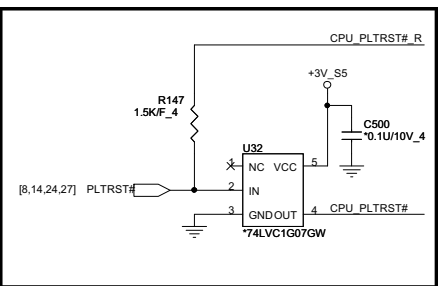 CPU_PLTRST#_R
+3V_S5
R147
1.5K/F_4
C500
*0.1U/10V_4
U32
1 NC VCC 5
[8,14,24,27] PLTRST# 2 IN
3 GND OUT 4 CPU_PLTRST#
*74LVC1G07GW